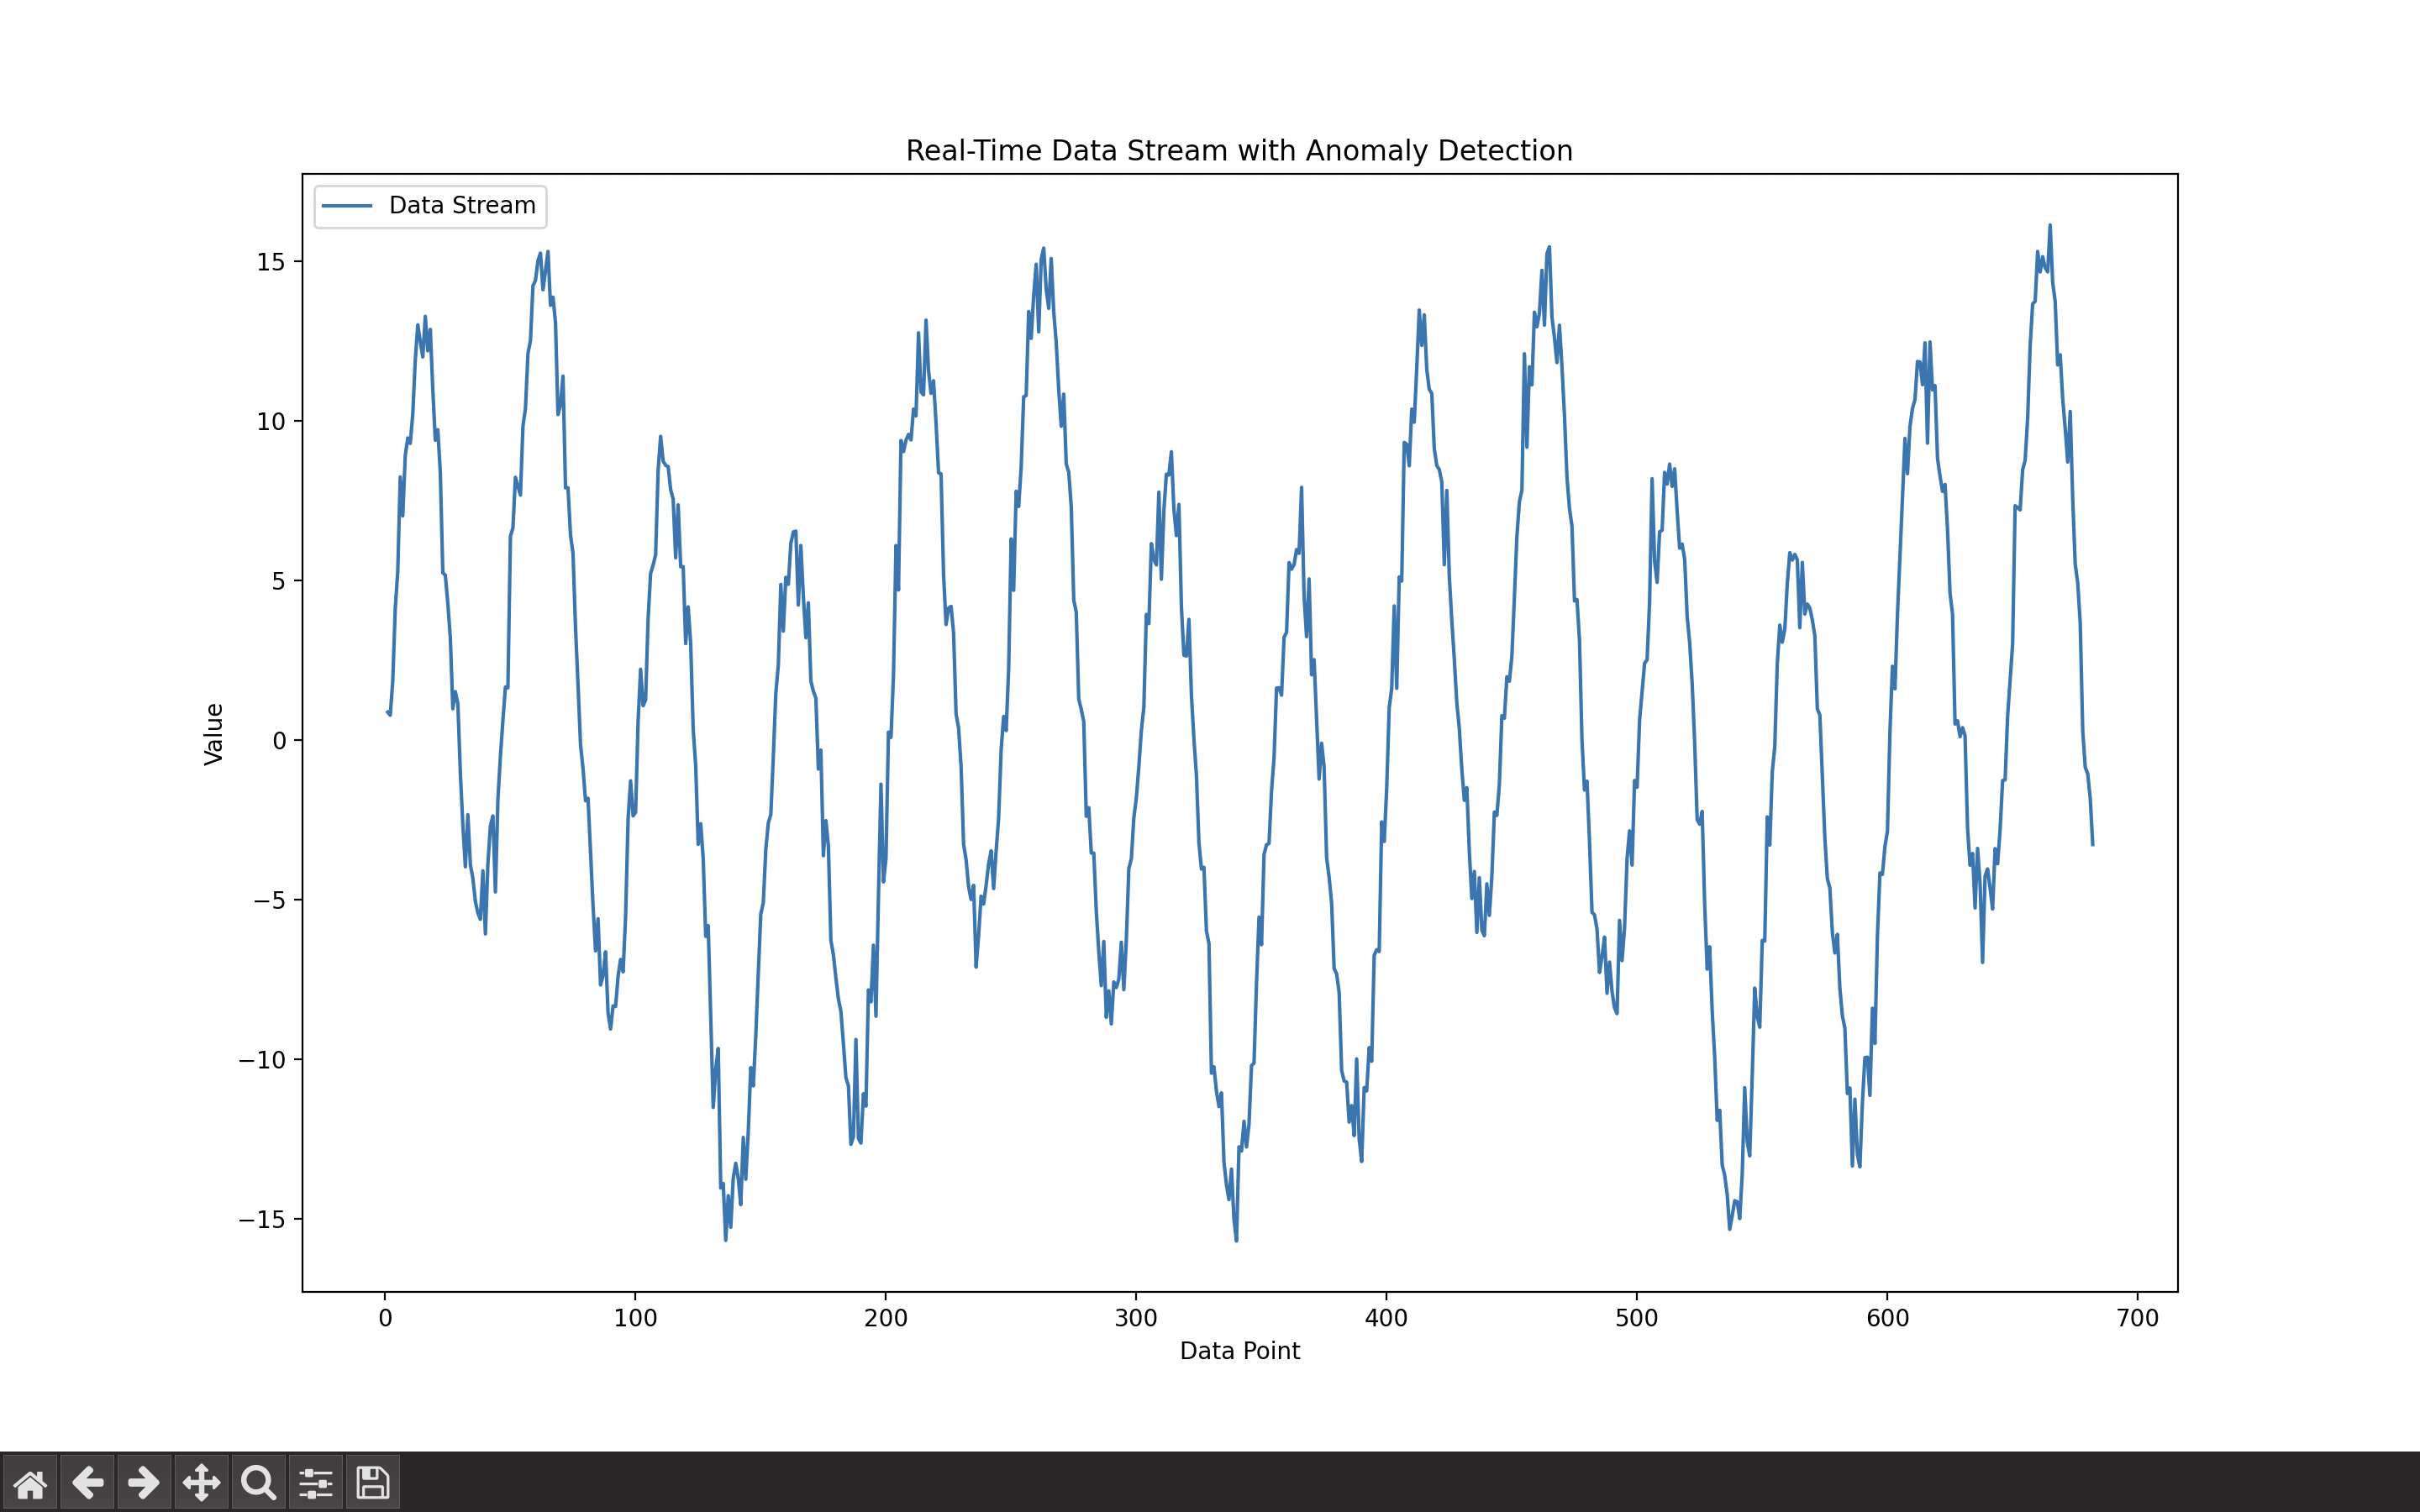 Real-Time Data Stream with Anomaly Detection
Data Stream
15
10
5
0
−5
−10
−15
Value
0 100 200 300 400 500 600 700
Data Point